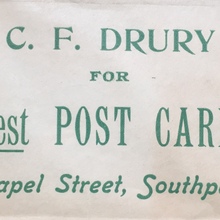 C. F. DRURY
FOR
est POST CAR
apel Street, Southp